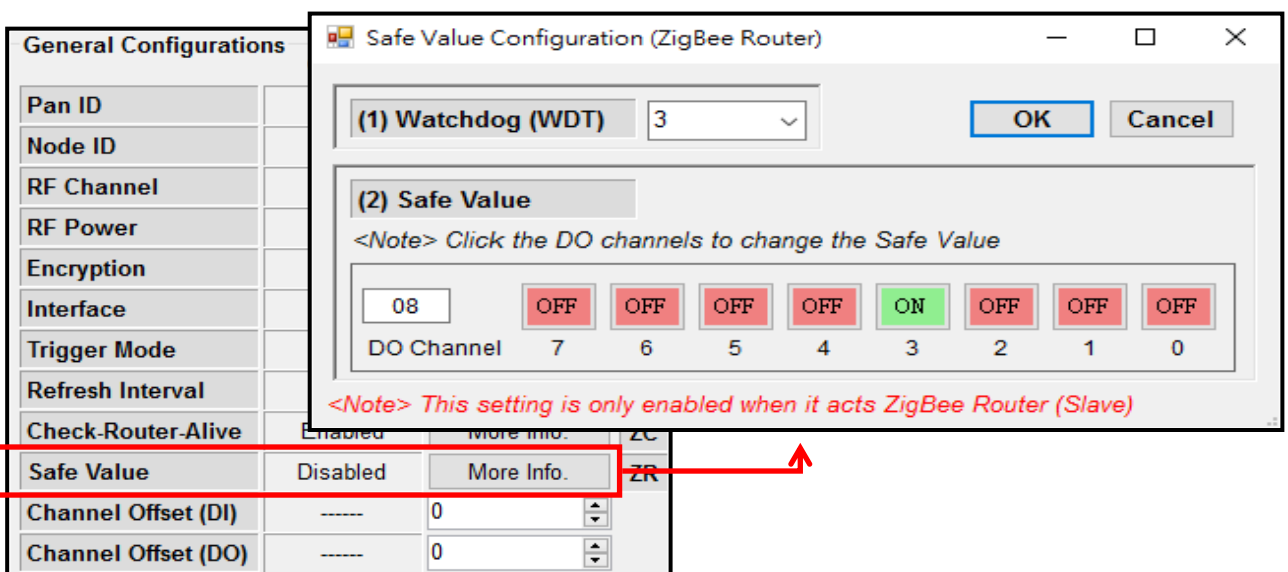 General Configurations
Pan ID
Node ID
RF Channel
RF Power
Encryption
Interface
Trigger Mode
Refresh Interval
Check-Router-Alive Enabled More Info. ZC
Safe Value Disabled More Info. ZR
Channel Offset (DI) ------ 0
Channel Offset (DO) ------ 0
Safe Value Configuration (ZigBee Router)
(1) Watchdog (WDT) 3 OK Cancel
(2) Safe Value
<Note> Click the DO channels to change the Safe Value
08 OFF OFF OFF OFF ON OFF OFF OFF
DO Channel 7 6 5 4 3 2 1 0
<Note> This setting is only enabled when it acts ZigBee Router (Slave)